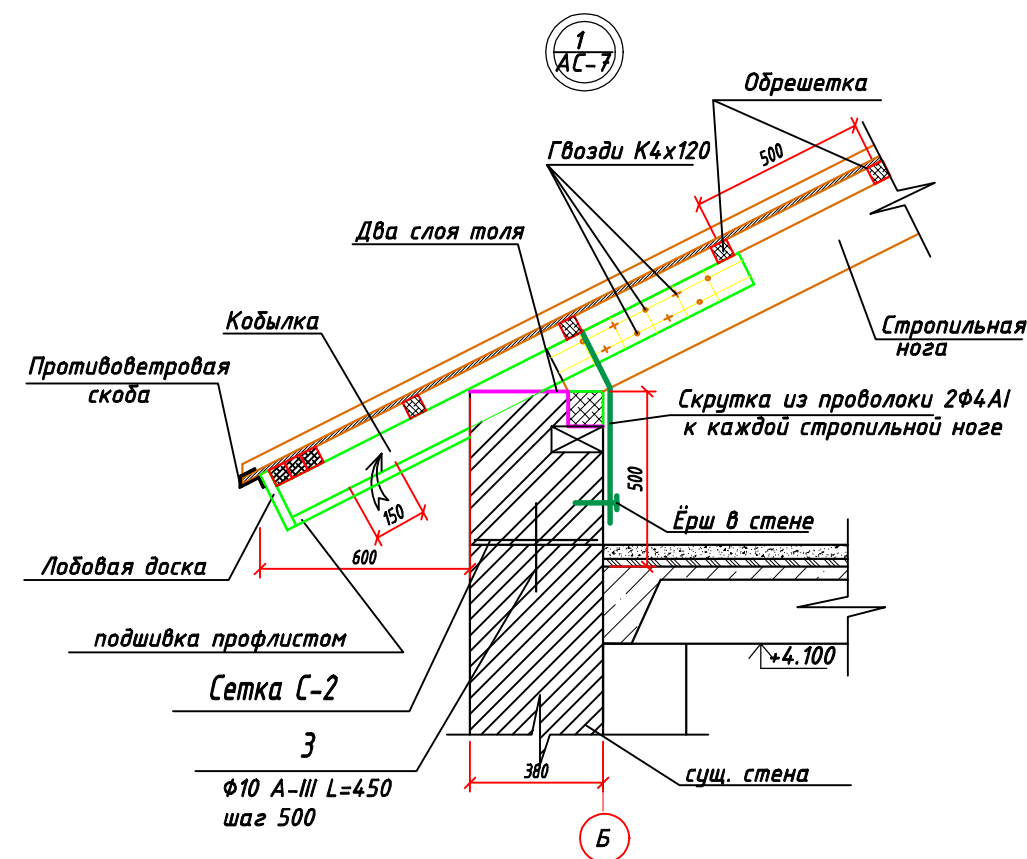 1
АС-7
Обрешетка
Гвозди К4х120
500
Два слоя толя
Кобылка
Стропильная
нога
Противоветровая
скоба
Скрутка из проволоки 2Ф4АI
к каждой стропильной ноге
500
150
Ёрш в стене
600
Лобовая доска
подшивка профлистом
+4.100
Сетка С-2
3
Ф10 А-III L=450
шаг 500
380
сущ. стена
Б